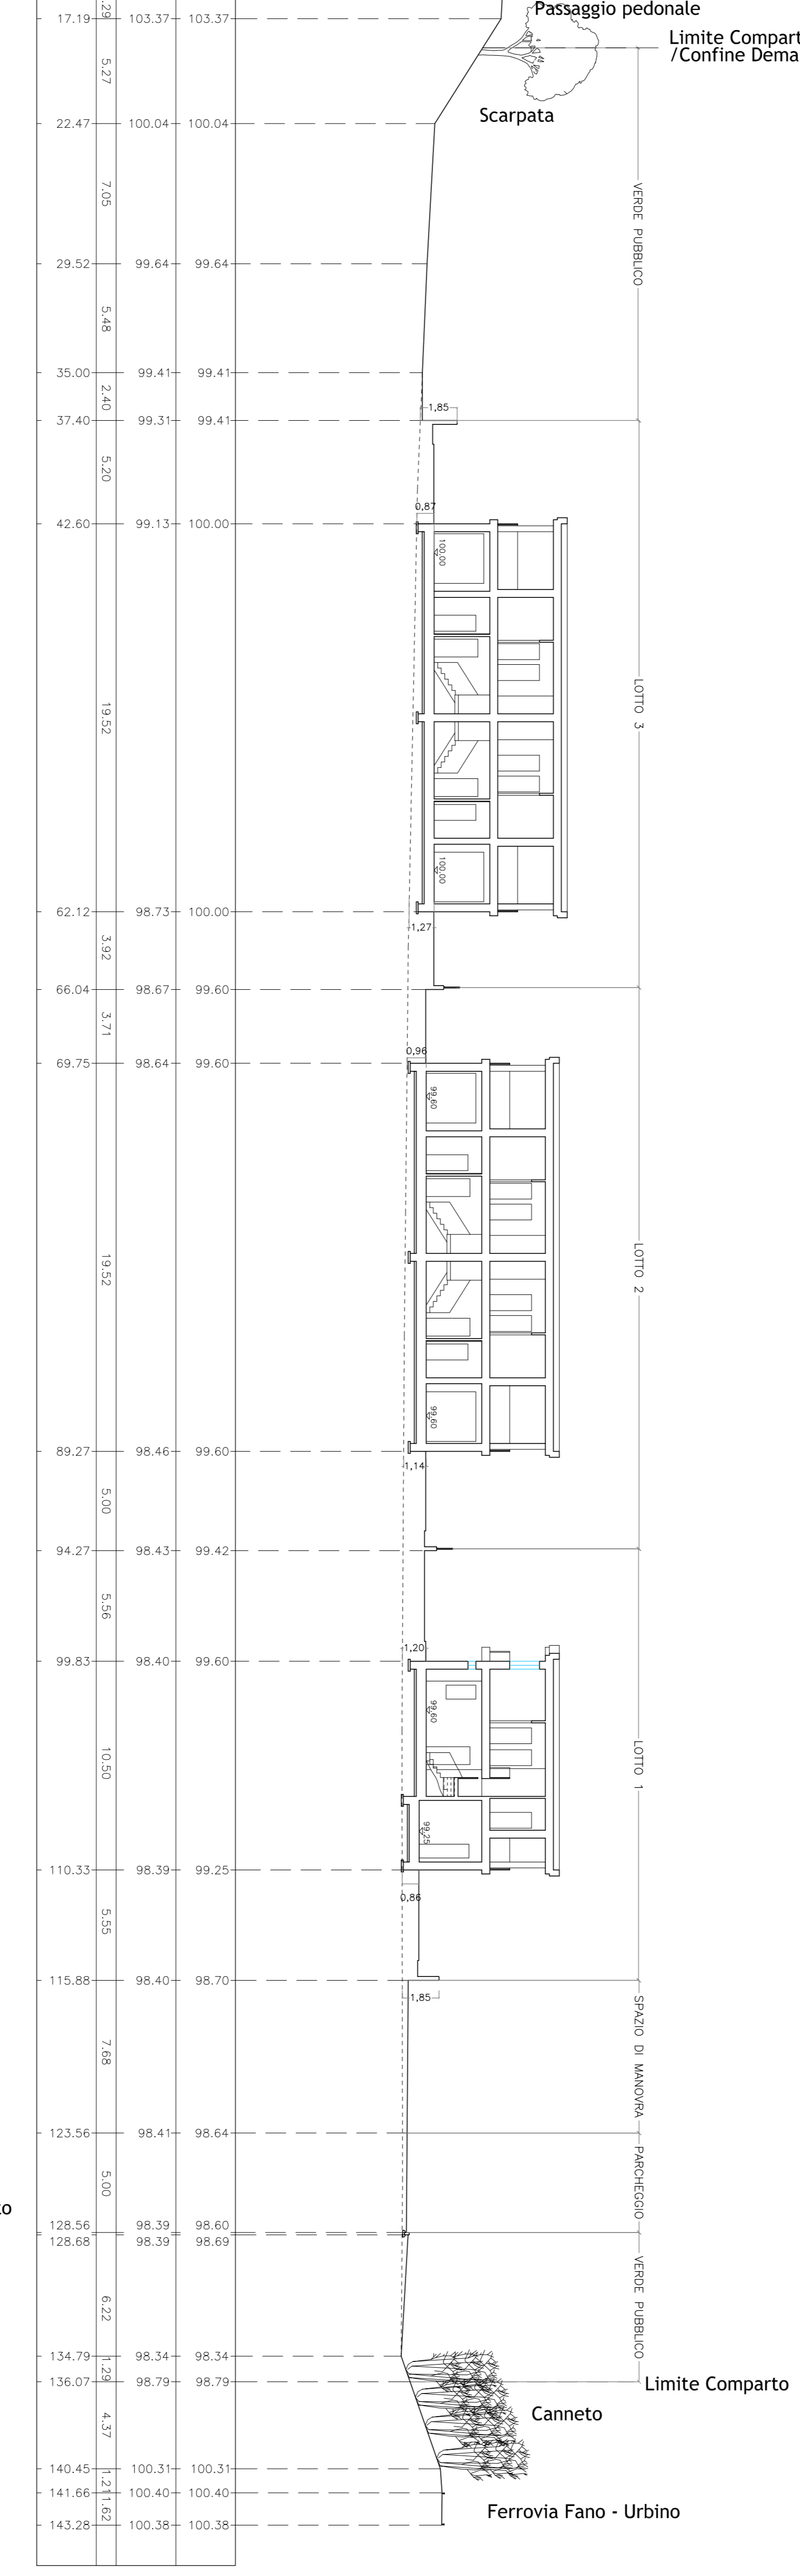 Passaggio pedonale
.29
17.19 103.37 103.37
Limite Compart
/Confine Dema
5.27
Scarpata
22.47 100.04 100.04
7.05
VERDE PUBBLICO
29.52 99.64 99.64
5.48
35.00 99.41 99.41
2.40
1,85
37.40 99.31 99.41
5.20
0,87
42.60 99.13 100.00
100.00
19.52
LOTTO 3
100.00
62.12 98.73 100.00
1,27
3.92
66.04 98.67 99.60
3.71
0,96
69.75 98.64 99.60
99.60
19.52
LOTTO 2
99.60
89.27 98.46 99.60
1,14
5.00
94.27 98.43 99.42
5.56
1,20
99.83 98.40 99.60
99.60
10.50
LOTTO 1
99.25
110.33 98.39 99.25
0,86
5.55
115.88 98.40 98.70
1,85
7.68
SPAZIO DI MANOVRA
123.56 98.41 98.64
5.00
PARCHEGGIO
128.56 98.39 98.60
128.68 98.39 98.69
6.22
VERDE PUBBLICO
134.79 98.34 98.34
1.29
136.07 98.79 98.79
Limite Comparto
4.37
Canneto
140.45 100.31 100.31
1.21
141.66 100.40 100.40
1.62
Ferrovia Fano - Urbino
143.28 100.38 100.38